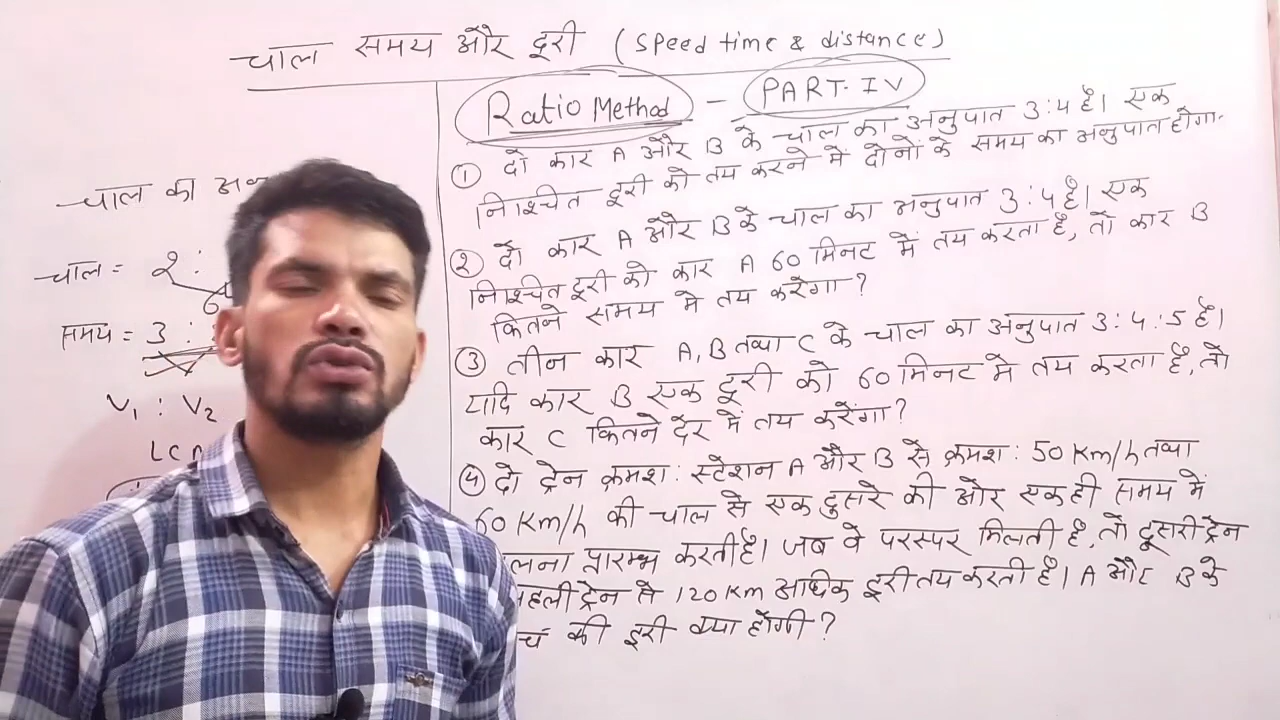 चाल समय और दूरी (Speed time & distance)
Ratio Method - PART-IV
चाल का
चाल = 2 :
6
समय = 3 :
V₁ : V₂
① दो कार A और B के चाल का अनुपात 3:4 है। एक
निश्चित दूरी को तय करने में दोनों के समय का अनुपात होगा.
② दो कार A और B के चाल का अनुपात 3:4 है। एक
निश्चित दूरी को कार A 60 मिनट में तय करता है, तो कार B
कितने समय मे तय करेगा?
③ तीन कार A, B तथा C के चाल का अनुपात 3:4:5 है।
यदि कार B एक दूरी को 60 मिनट मे तय करता है, तो
कार C कितने देर में तय करेंगा?
④ दो ट्रेन क्रमश: स्टेशन A और B से क्रमश: 50 Km/h तथा
60 Km/h की चाल से एक दुसरे की ओर एक ही समय में
लना प्रारम्भ करती है। जब वे परस्पर मिलती है, तो दूसरी ट्रेन
हली ट्रेन से 120 Km अधिक दूरी तय करती है। A और B के
च की दूरी क्या होगी?